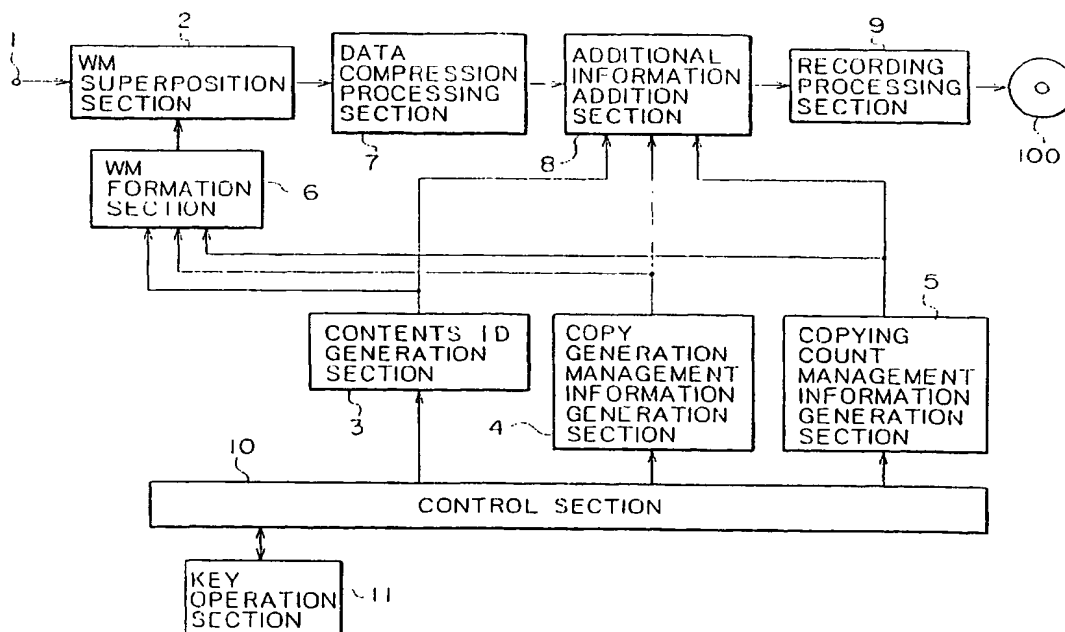 1
2
WM
SUPERPOSITION
SECTION
DATA
COMPRESSION
PROCESSING
SECTION
7
ADDITIONAL
INFORMATION
ADDITION
SECTION
8
9
RECORDING
PROCESSING
SECTION
100
WM
FORMATION
SECTION
6
CONTENTS ID
GENERATION
SECTION
3
COPY
GENERATION
MANAGEMENT
INFORMATION
GENERATION
SECTION
4
5
COPYING
COUNT
MANAGEMENT
INFORMATION
GENERATION
SECTION
10
CONTROL SECTION
KEY
OPERATION
SECTION
11